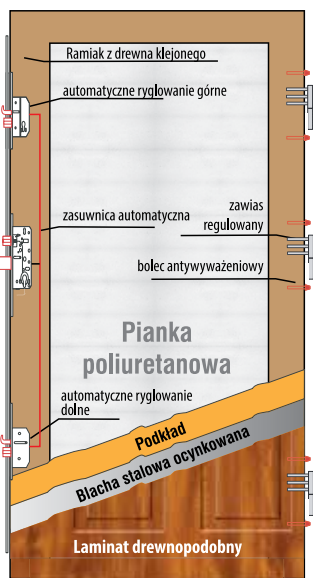 Ramiak z drewna klejonego
automatyczne ryglowanie górne
zasuwnica automatyczna
zawias
regulowany
bolec antywyważeniowy
Pianka
poliuretanowa
automatyczne ryglowanie
dolne
Podkład
Blacha stalowa ocynkowana
Laminat drewnopodobny